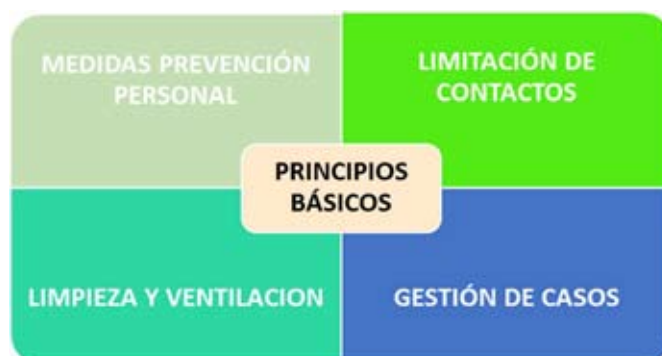 MEDIDAS PREVENCIÓN
PERSONAL
LIMITACIÓN DE
CONTACTOS
PRINCIPIOS
BÁSICOS
LIMPIEZA Y VENTILACION
GESTIÓN DE CASOS